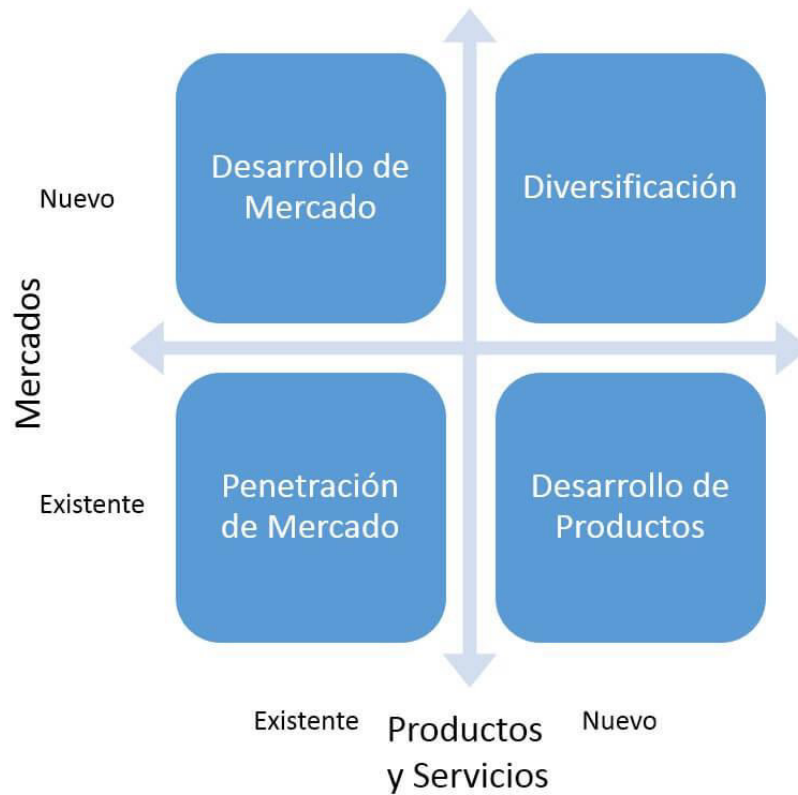 Desarrollo de
Mercado
Diversificación
Nuevo
Mercados
Penetración
de Mercado
Desarrollo de
Productos
Existente
Existente
Productos
y Servicios
Nuevo